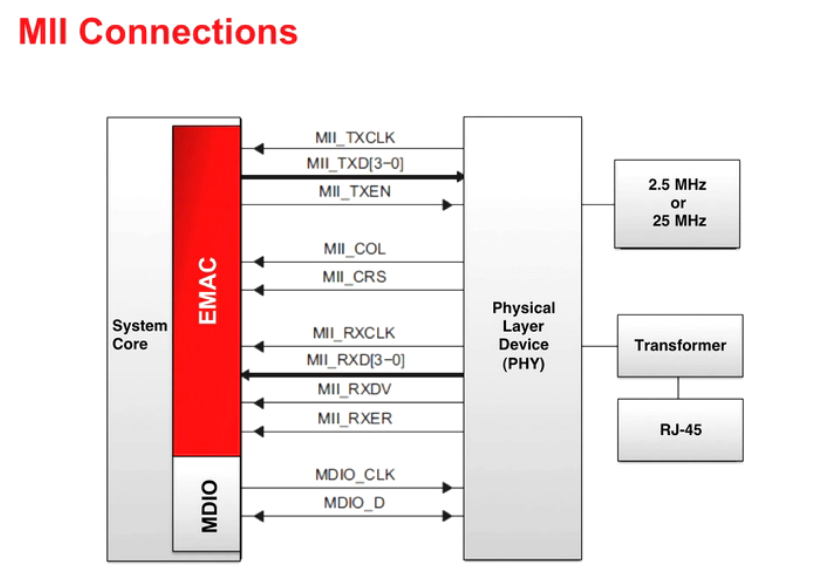 MII Connections
MII_TXCLK
MII_TXD[3−0]
MII_TXEN
2.5 MHz
or
25 MHz
MII_COL
MII_CRS
EMAC
System
Core
Physical
Layer
Device
(PHY)
MII_RXCLK
MII_RXD[3−0]
MII_RXDV
MII_RXER
Transformer
RJ-45
MDIO
MDIO_CLK
MDIO_D